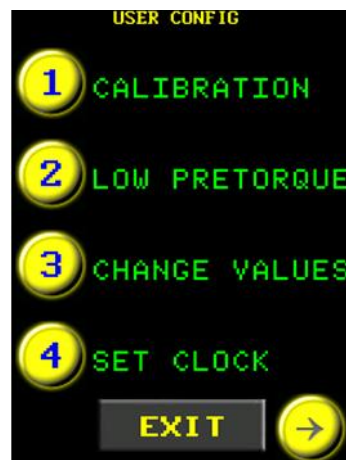 USER CONFIG
1 CALIBRATION
2 LOW PRETORQUE
3 CHANGE VALUES
4 SET CLOCK
EXIT →